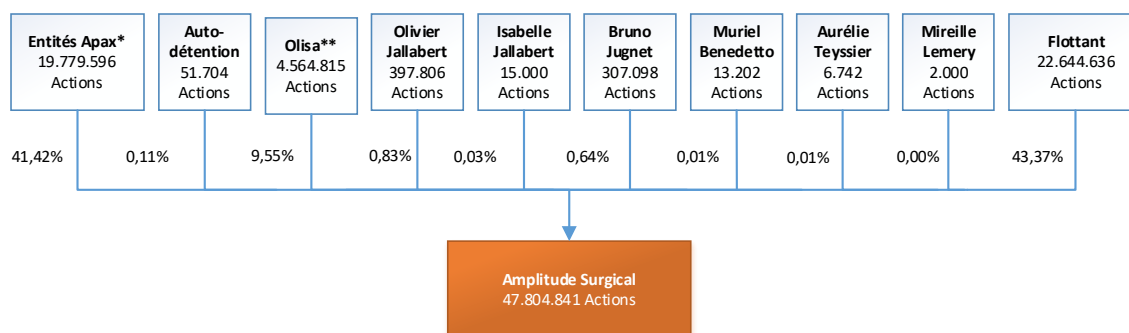 Entités Apax*
19.779.596
Actions
Auto-
détention
51.704
Actions
Olisa**
4.564.815
Actions
Olivier
Jallabert
397.806
Actions
Isabelle
Jallabert
15.000
Actions
Bruno
Jugnet
307.098
Actions
Muriel
Benedetto
13.202
Actions
Aurélie
Teyssier
6.742
Actions
Mireille
Lemery
2.000
Actions
Flottant
22.644.636
Actions
41,42%
0,11%
9,55%
0,83%
0,03%
0,64%
0,01%
0,01%
0,00%
43,37%
Amplitude Surgical
47.804.841 Actions